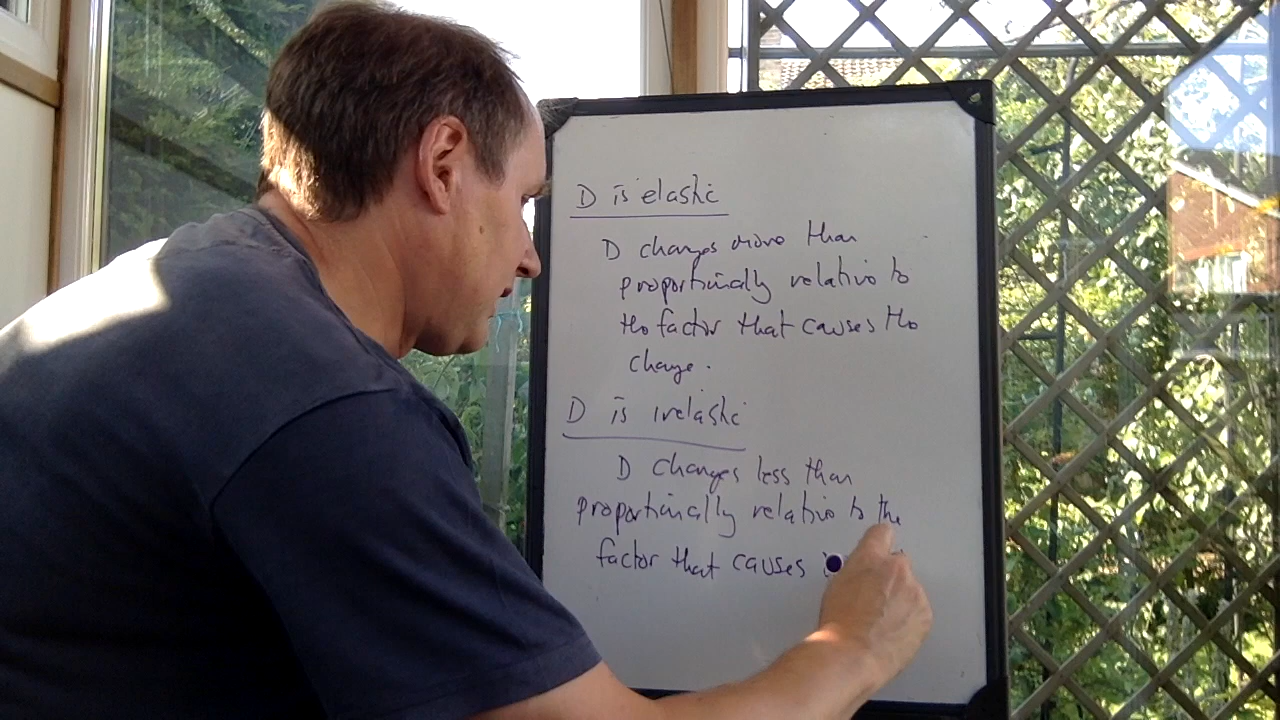 D is elastic
D changes more than
proportionally relative to
the factor that causes the
change.
D is inelastic
D changes less than
proportionally relative to the
factor that causes